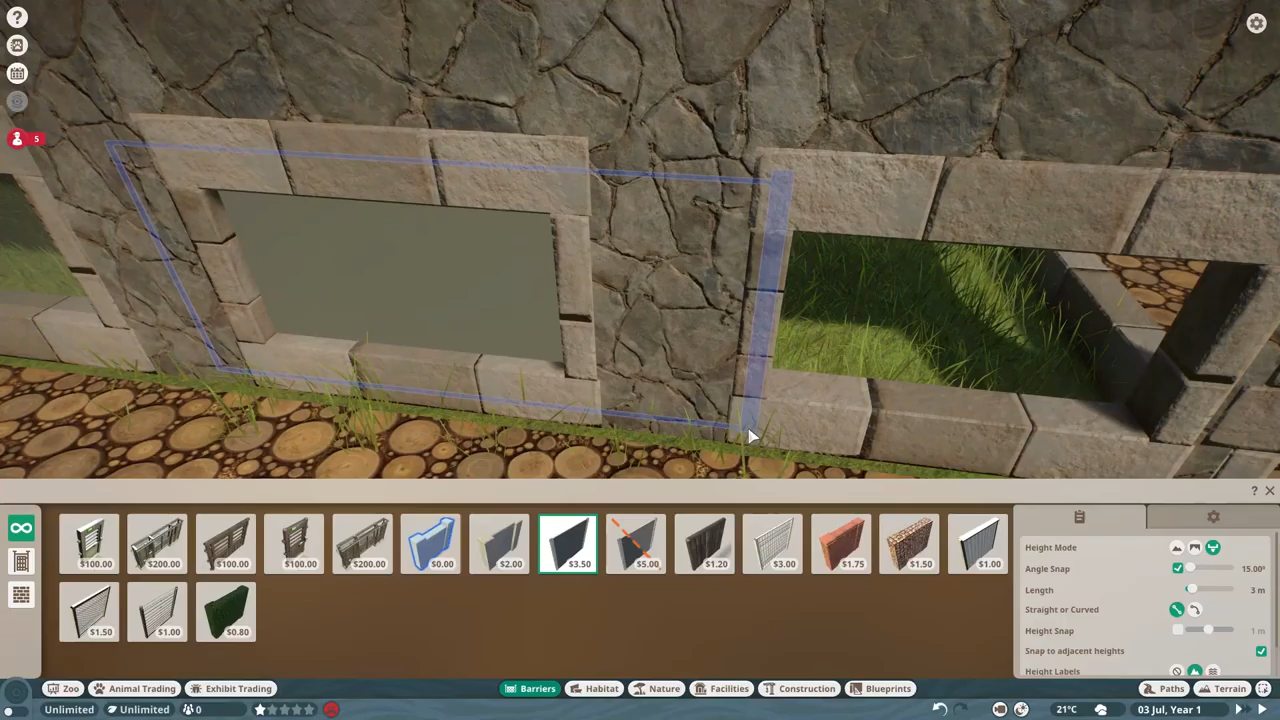 5
$100.00 $200.00 $100.00 $100.00 $200.00 $0.00 $2.00 $3.50 $5.00 $1.20 $3.00 $1.75 $1.50 $1.00
$1.50 $1.00 $0.80
Height Mode
Angle Snap 15.00°
Length 3 m
Straight or Curved
Height Snap 1 m
Snap to adjacent heights
Height Labels
Zoo Animal Trading Exhibit Trading Barriers Habitat Nature Facilities Construction Blueprints Paths Terrain
Unlimited Unlimited 0 21°C 03 Jul, Year 1